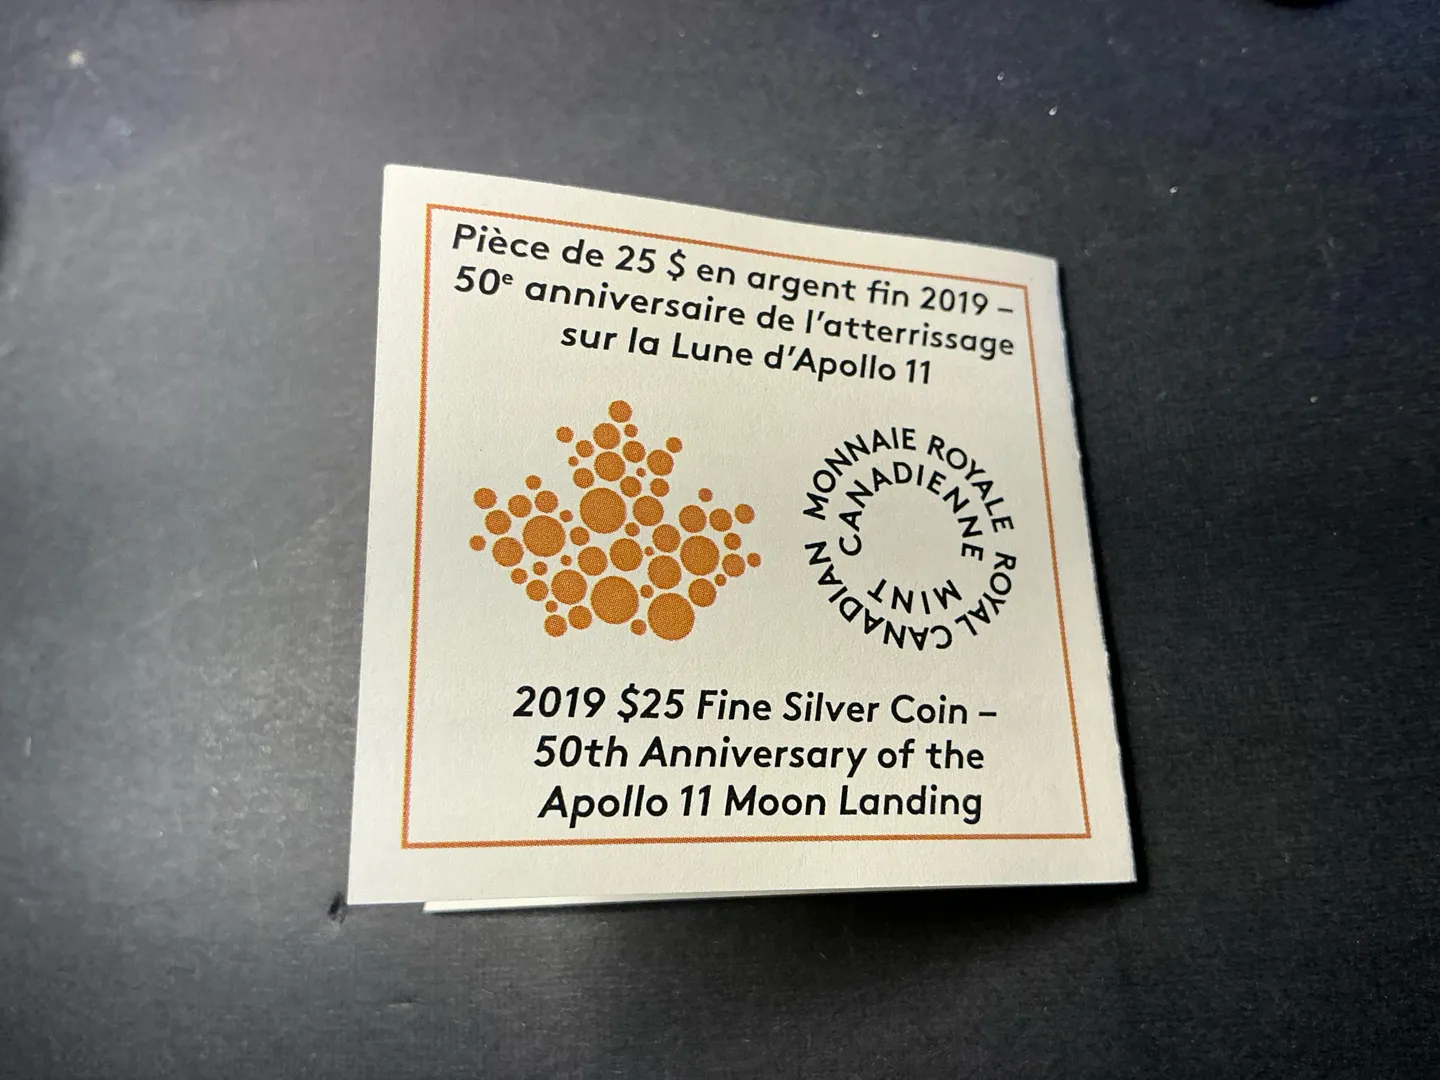 Pièce de 25 $ en argent fin 2019 –
50e anniversaire de l'atterrissage
sur la Lune d'Apollo 11
MONNAIE ROYALE
CANADIENNE
ROYAL CANADIAN
MINT
2019 $25 Fine Silver Coin –
50th Anniversary of the
Apollo 11 Moon Landing